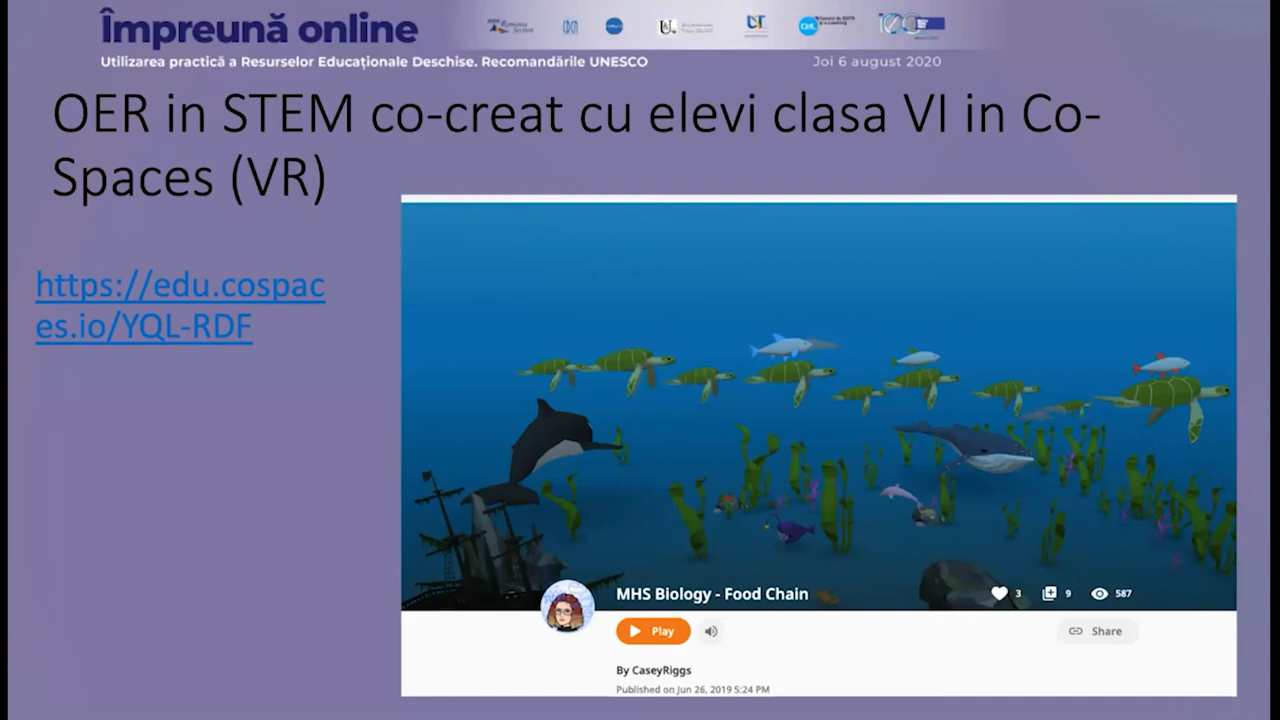 Împreună online
Utilizarea practică a Resurselor Educaționale Deschise. Recomandările UNESCO
Joi 6 august 2020
OER in STEM co-creat cu elevi clasa VI in Co-
Spaces (VR)
https://edu.cospac
es.io/YQL-RDF
MHS Biology - Food Chain
3
9
587
Play
Share
By CaseyRiggs
Published on Jun 26, 2019 5:24 PM